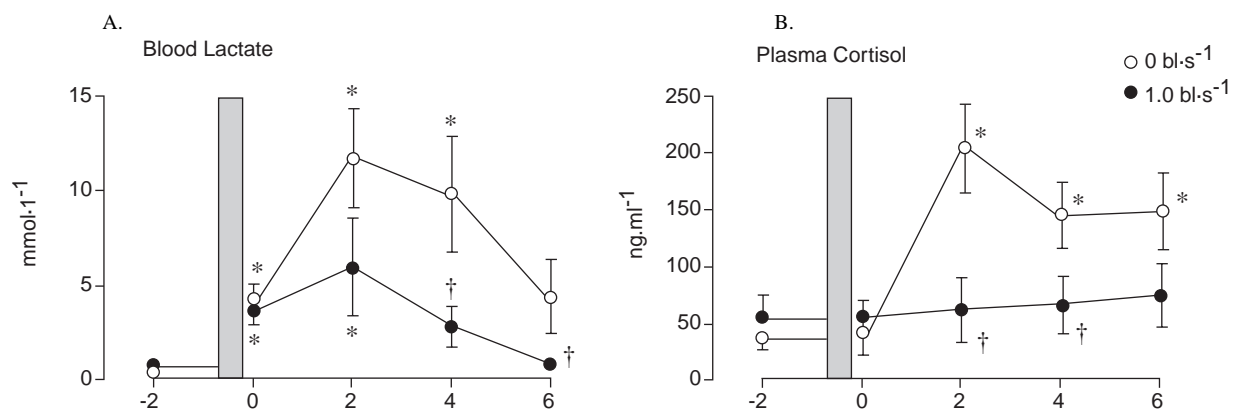 A.
Blood Lactate
mmol·1⁻¹
15
10
5
0
*
*
*
*
*
†
†
-2 0 2 4 6
B.
Plasma Cortisol
0 bl·s⁻¹
1.0 bl·s⁻¹
ng.ml⁻¹
250
200
150
100
50
0
*
*
*
†
†
-2 0 2 4 6